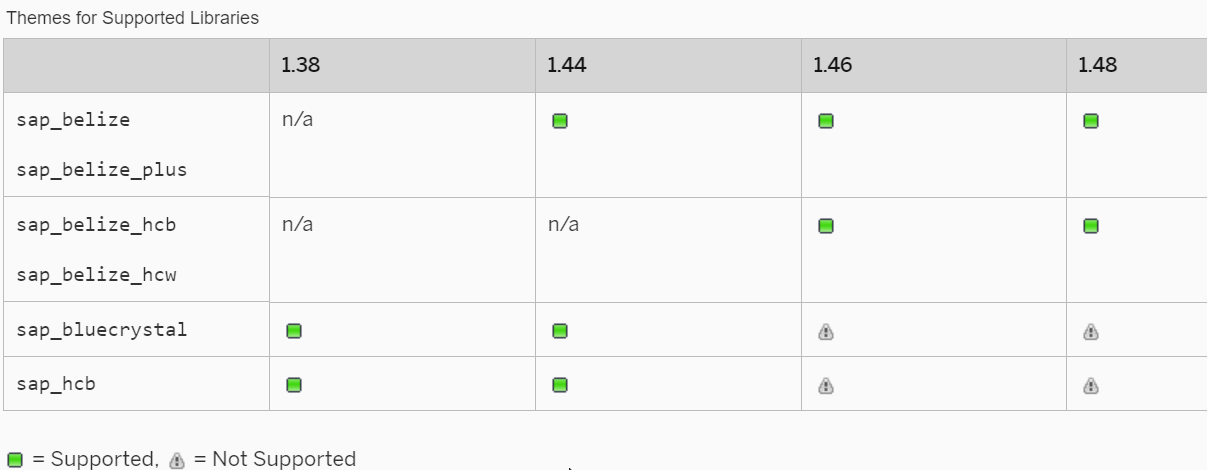 Themes for Supported Libraries
1.38 1.44 1.46 1.48
sap_belize n/a
sap_belize_plus
sap_belize_hcb n/a n/a
sap_belize_hcw
sap_bluecrystal
sap_hcb
= Supported, = Not Supported